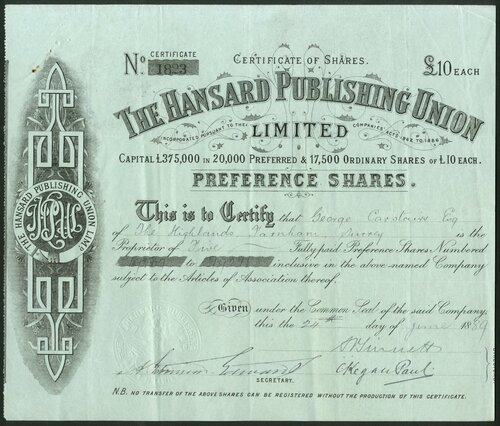 No. CERTIFICATE 1823
CERTIFICATE OF SHARES.
£10 EACH
THE HANSARD PUBLISHING UNION
INCORPORATED PURSUANT TO THE COMPANIES ACTS 1862 TO 1886
LIMITED
CAPITAL £375,000 IN 20,000 PREFERRED & 17,500 ORDINARY SHARES OF £10 EACH.
PREFERENCE SHARES.
THE HANSARD PUBLISHING UNION LIMD
This is to Certify that George Carstairs Esq
of The Highlands Farnham Surrey is the
Proprietor of Five Fully paid Preference Shares Numbered
to inclusive in the above-named Company
subject to the Articles of Association thereof.
Given under the Common Seal of the said Company,
this the 24th day of June 1889
SECRETARY.
C Kegan Paul
N.B. NO TRANSFER OF THE ABOVE SHARES CAN BE REGISTERED WITHOUT THE PRODUCTION OF THIS CERTIFICATE.